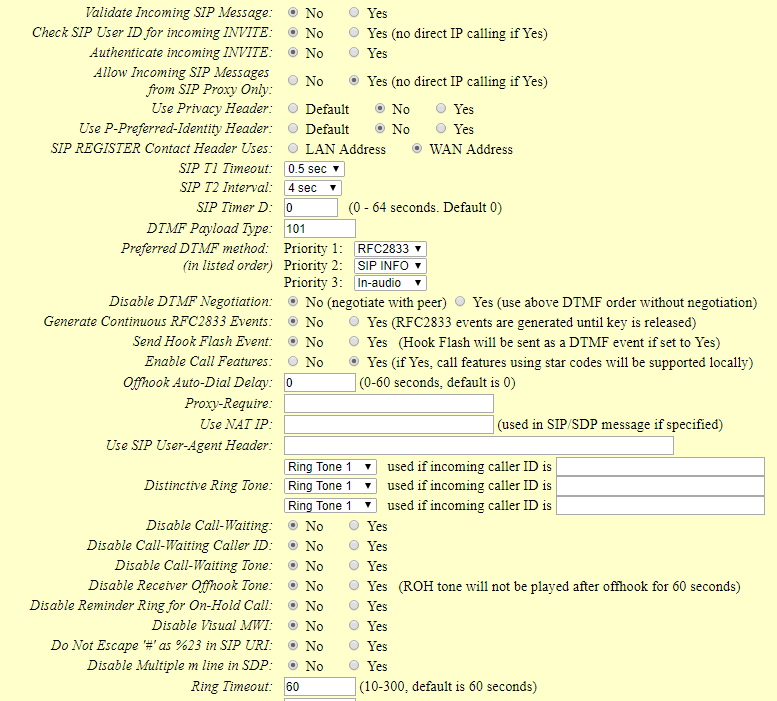 Validate Incoming SIP Message: No Yes
Check SIP User ID for incoming INVITE: No Yes (no direct IP calling if Yes)
Authenticate incoming INVITE: No Yes
Allow Incoming SIP Messages
from SIP Proxy Only: No Yes (no direct IP calling if Yes)
Use Privacy Header: Default No Yes
Use P-Preferred-Identity Header: Default No Yes
SIP REGISTER Contact Header Uses: LAN Address WAN Address
SIP T1 Timeout: 0.5 sec
SIP T2 Interval: 4 sec
SIP Timer D: 0 (0 - 64 seconds. Default 0)
DTMF Payload Type: 101
Preferred DTMF method: Priority 1: RFC2833
(in listed order) Priority 2: SIP INFO
Priority 3: In-audio
Disable DTMF Negotiation: No (negotiate with peer) Yes (use above DTMF order without negotiation)
Generate Continuous RFC2833 Events: No Yes (RFC2833 events are generated until key is released)
Send Hook Flash Event: No Yes (Hook Flash will be sent as a DTMF event if set to Yes)
Enable Call Features: No Yes (if Yes, call features using star codes will be supported locally)
Offhook Auto-Dial Delay: 0 (0-60 seconds, default is 0)
Proxy-Require:
Use NAT IP: (used in SIP/SDP message if specified)
Use SIP User-Agent Header:
Ring Tone 1 used if incoming caller ID is
Distinctive Ring Tone: Ring Tone 1 used if incoming caller ID is
Ring Tone 1 used if incoming caller ID is
Disable Call-Waiting: No Yes
Disable Call-Waiting Caller ID: No Yes
Disable Call-Waiting Tone: No Yes
Disable Receiver Offhook Tone: No Yes (ROH tone will not be played after offhook for 60 seconds)
Disable Reminder Ring for On-Hold Call: No Yes
Disable Visual MWI: No Yes
Do Not Escape '#' as %23 in SIP URI: No Yes
Disable Multiple m line in SDP: No Yes
Ring Timeout: 60 (10-300, default is 60 seconds)